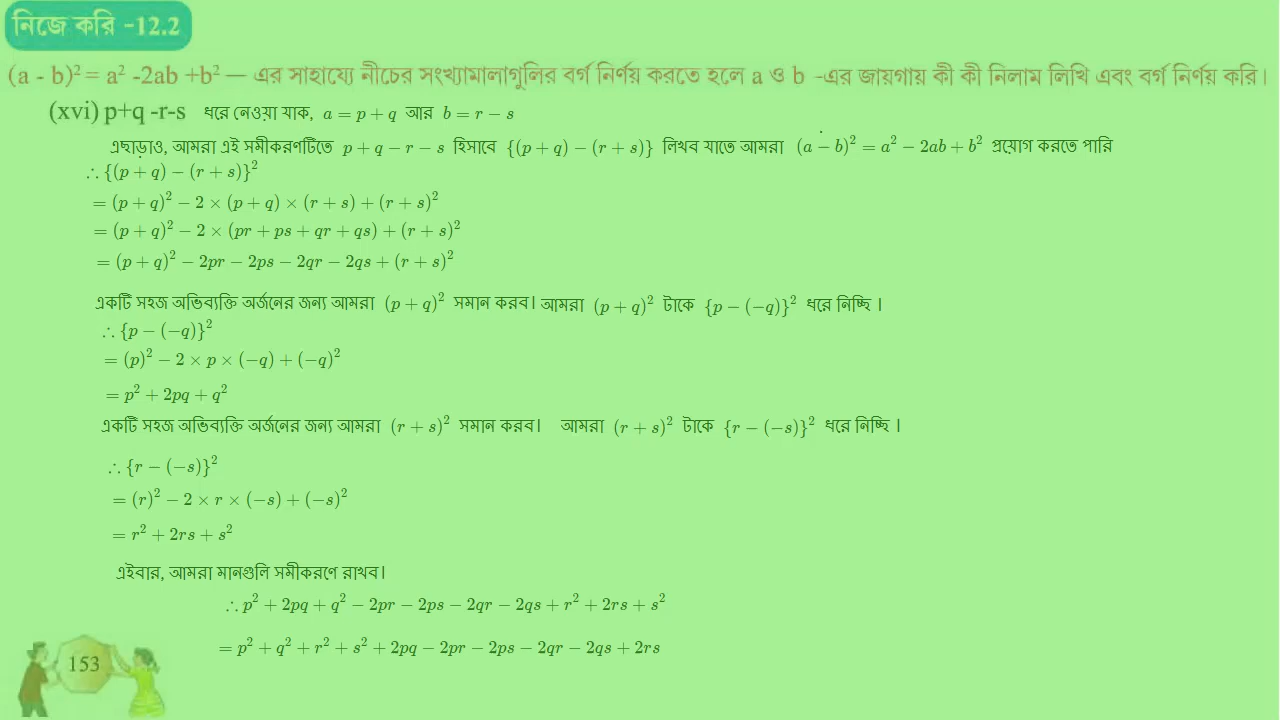 নিজে করি -12.2
(a - b)² = a² -2ab +b² — এর সাহায্যে নীচের সংখ্যামালাগুলির বর্গ নির্ণয় করতে হলে a ও b -এর জায়গায় কী কী নিলাম লিখি এবং বর্গ নির্ণয় করি।
(xvi) p+q -r-s ধরে নেওয়া যাক, a = p + q আর b = r − s
এছাড়াও, আমরা এই সমীকরণটিতে p + q − r − s হিসাবে {(p + q) − (r + s)} লিখব যাতে আমরা (a − b)² = a² − 2ab + b² প্রয়োগ করতে পারি
∴ {(p + q) − (r + s)}²
= (p + q)² − 2 × (p + q) × (r + s) + (r + s)²
= (p + q)² − 2 × (pr + ps + qr + qs) + (r + s)²
= (p + q)² − 2pr − 2ps − 2qr − 2qs + (r + s)²
একটি সহজ অভিব্যক্তি অর্জনের জন্য আমরা (p + q)² সমান করব। আমরা (p + q)² টাকে {p − (−q)}² ধরে নিচ্ছি ।
∴ {p − (−q)}²
= (p)² − 2 × p × (−q) + (−q)²
= p² + 2pq + q²
একটি সহজ অভিব্যক্তি অর্জনের জন্য আমরা (r + s)² সমান করব। আমরা (r + s)² টাকে {r − (−s)}² ধরে নিচ্ছি ।
∴ {r − (−s)}²
= (r)² − 2 × r × (−s) + (−s)²
= r² + 2rs + s²
এইবার, আমরা মানগুলি সমীকরণে রাখব।
∴ p² + 2pq + q² − 2pr − 2ps − 2qr − 2qs + r² + 2rs + s²
= p² + q² + r² + s² + 2pq − 2pr − 2ps − 2qr − 2qs + 2rs
153